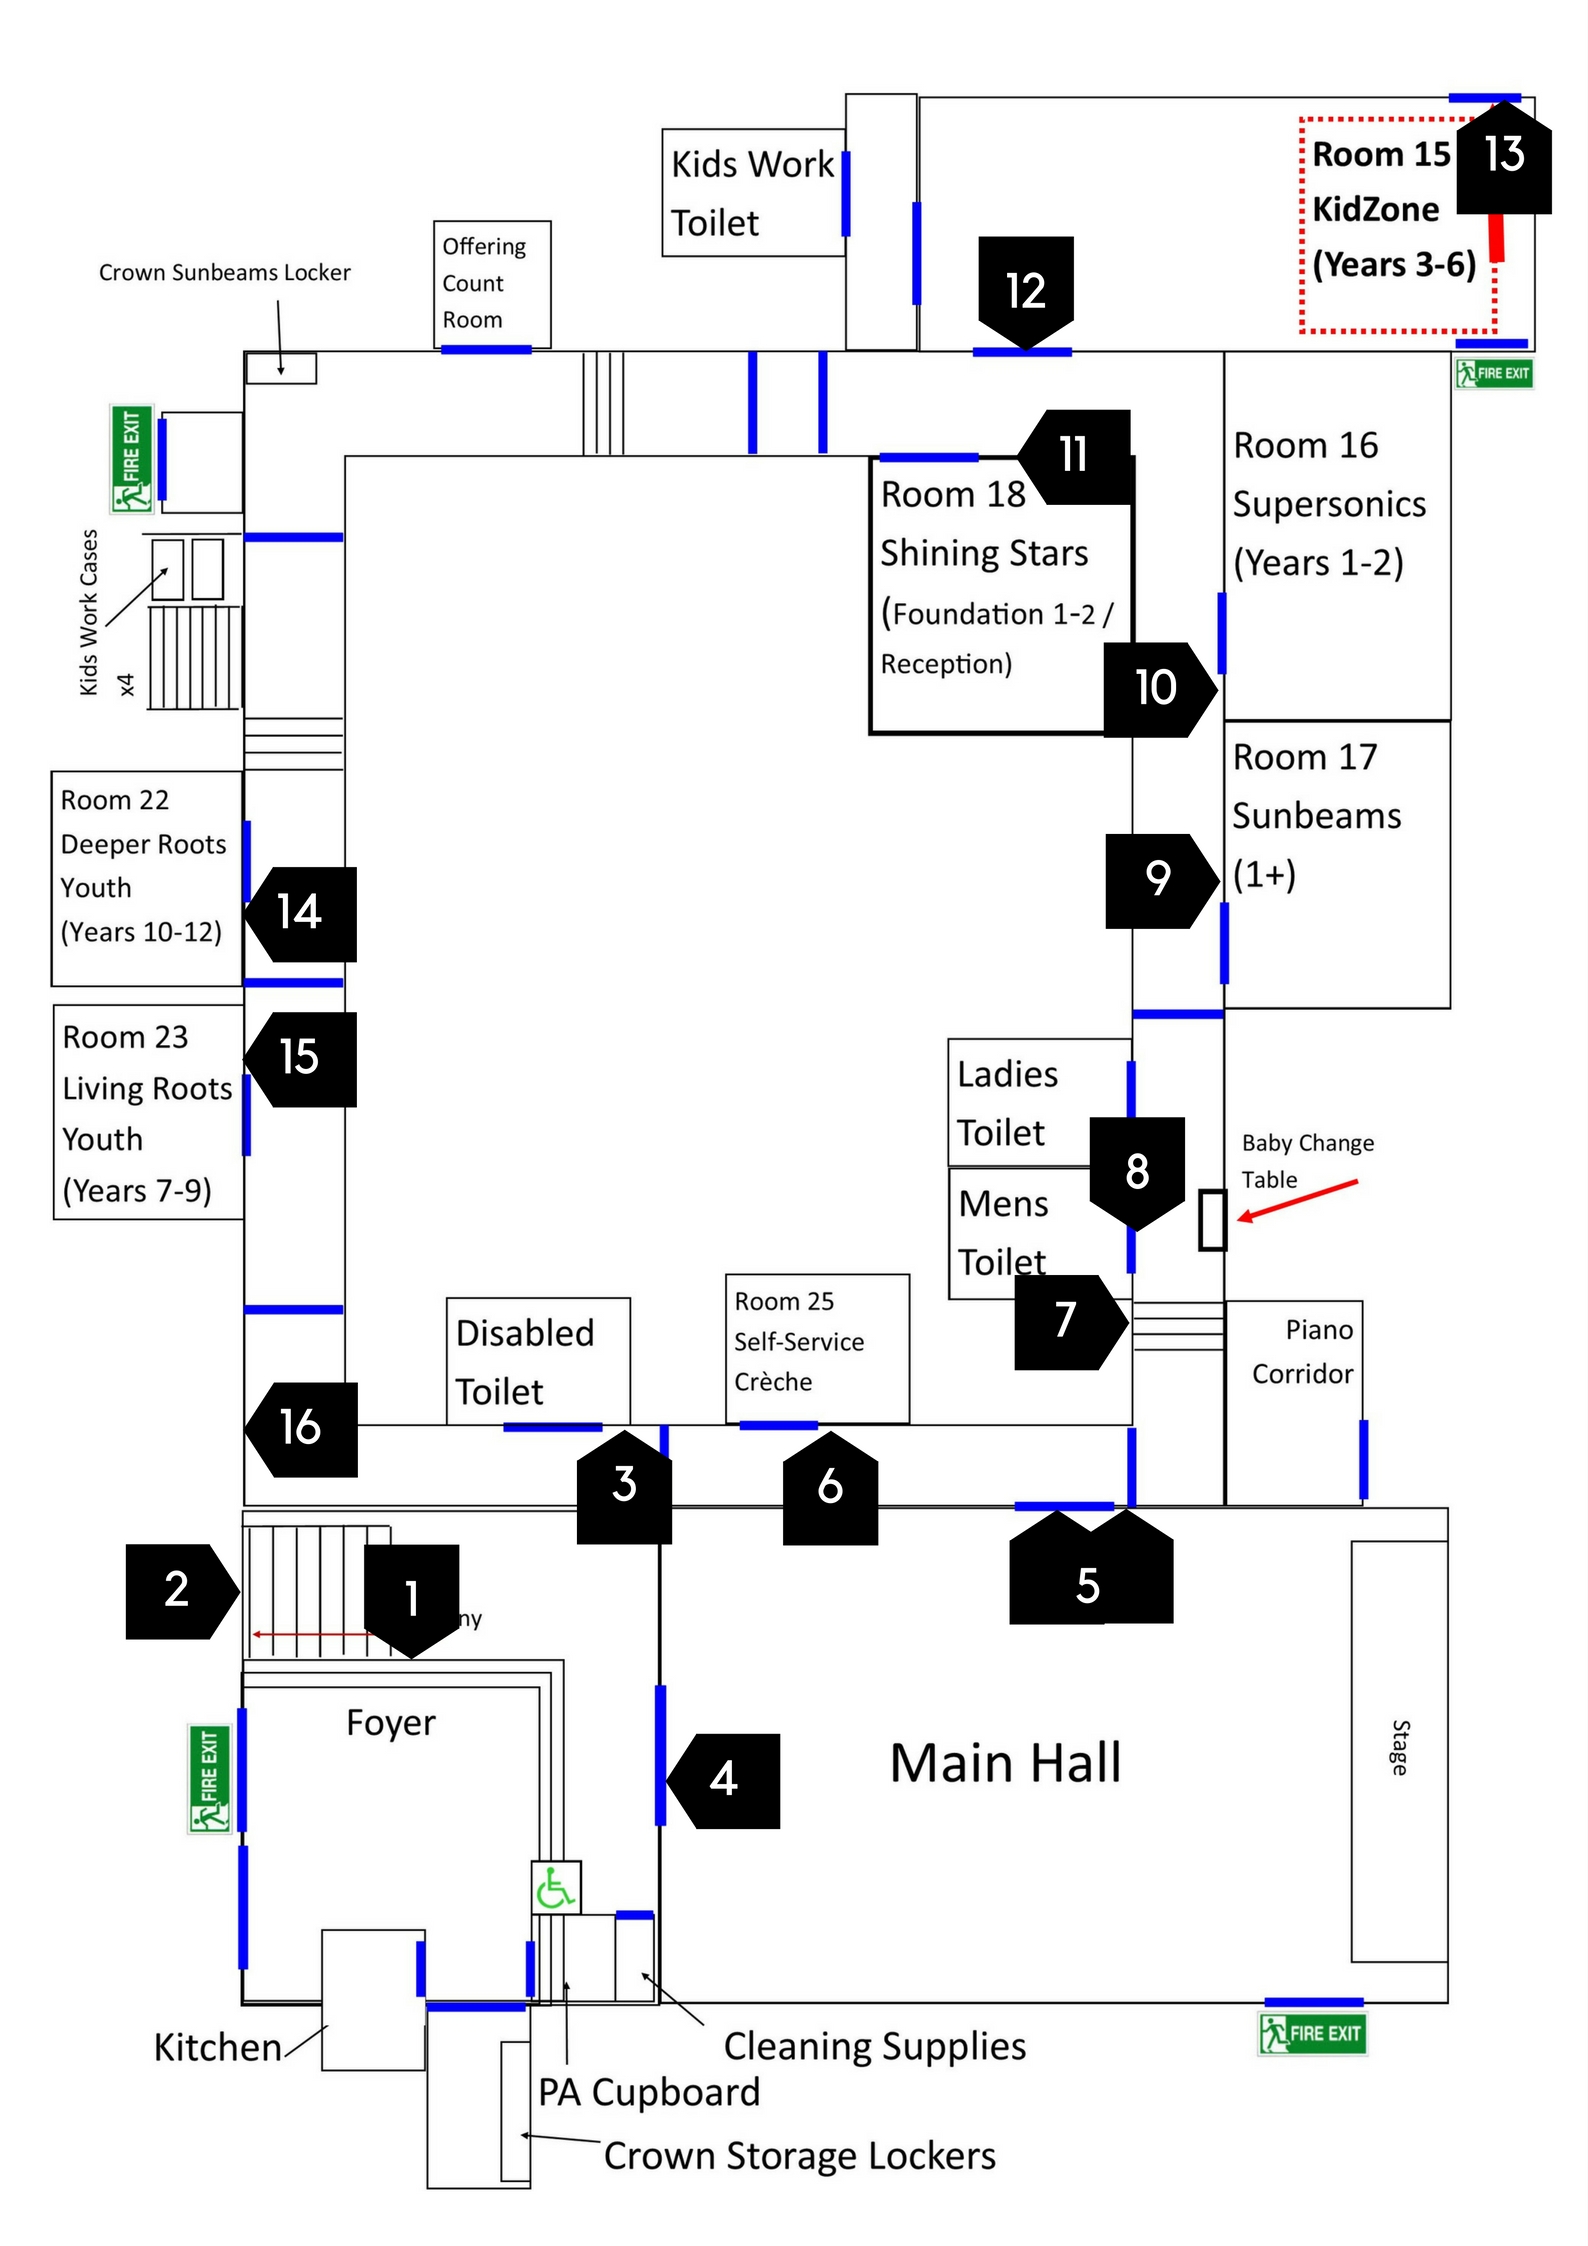 Kids Work
Toilet
Room 15
KidZone
(Years 3-6)
13
12
Offering
Count
Room
Crown Sunbeams Locker
FIRE EXIT
FIRE EXIT
Kids Work Cases
x4
11
Room 18
Shining Stars
(Foundation 1-2 /
Reception)
Room 16
Supersonics
(Years 1-2)
10
Room 17
Sunbeams
(1+)
9
Room 22
Deeper Roots
Youth
(Years 10-12)
14
Room 23
Living Roots
Youth
(Years 7-9)
15
Ladies
Toilet
8
Mens
Toilet
Baby Change
Table
7
Piano
Corridor
Disabled
Toilet
Room 25
Self-Service
Crèche
16
3
6
5
2
1
Foyer
FIRE EXIT
4
Main Hall
Stage
FIRE EXIT
Kitchen
Cleaning Supplies
PA Cupboard
Crown Storage Lockers